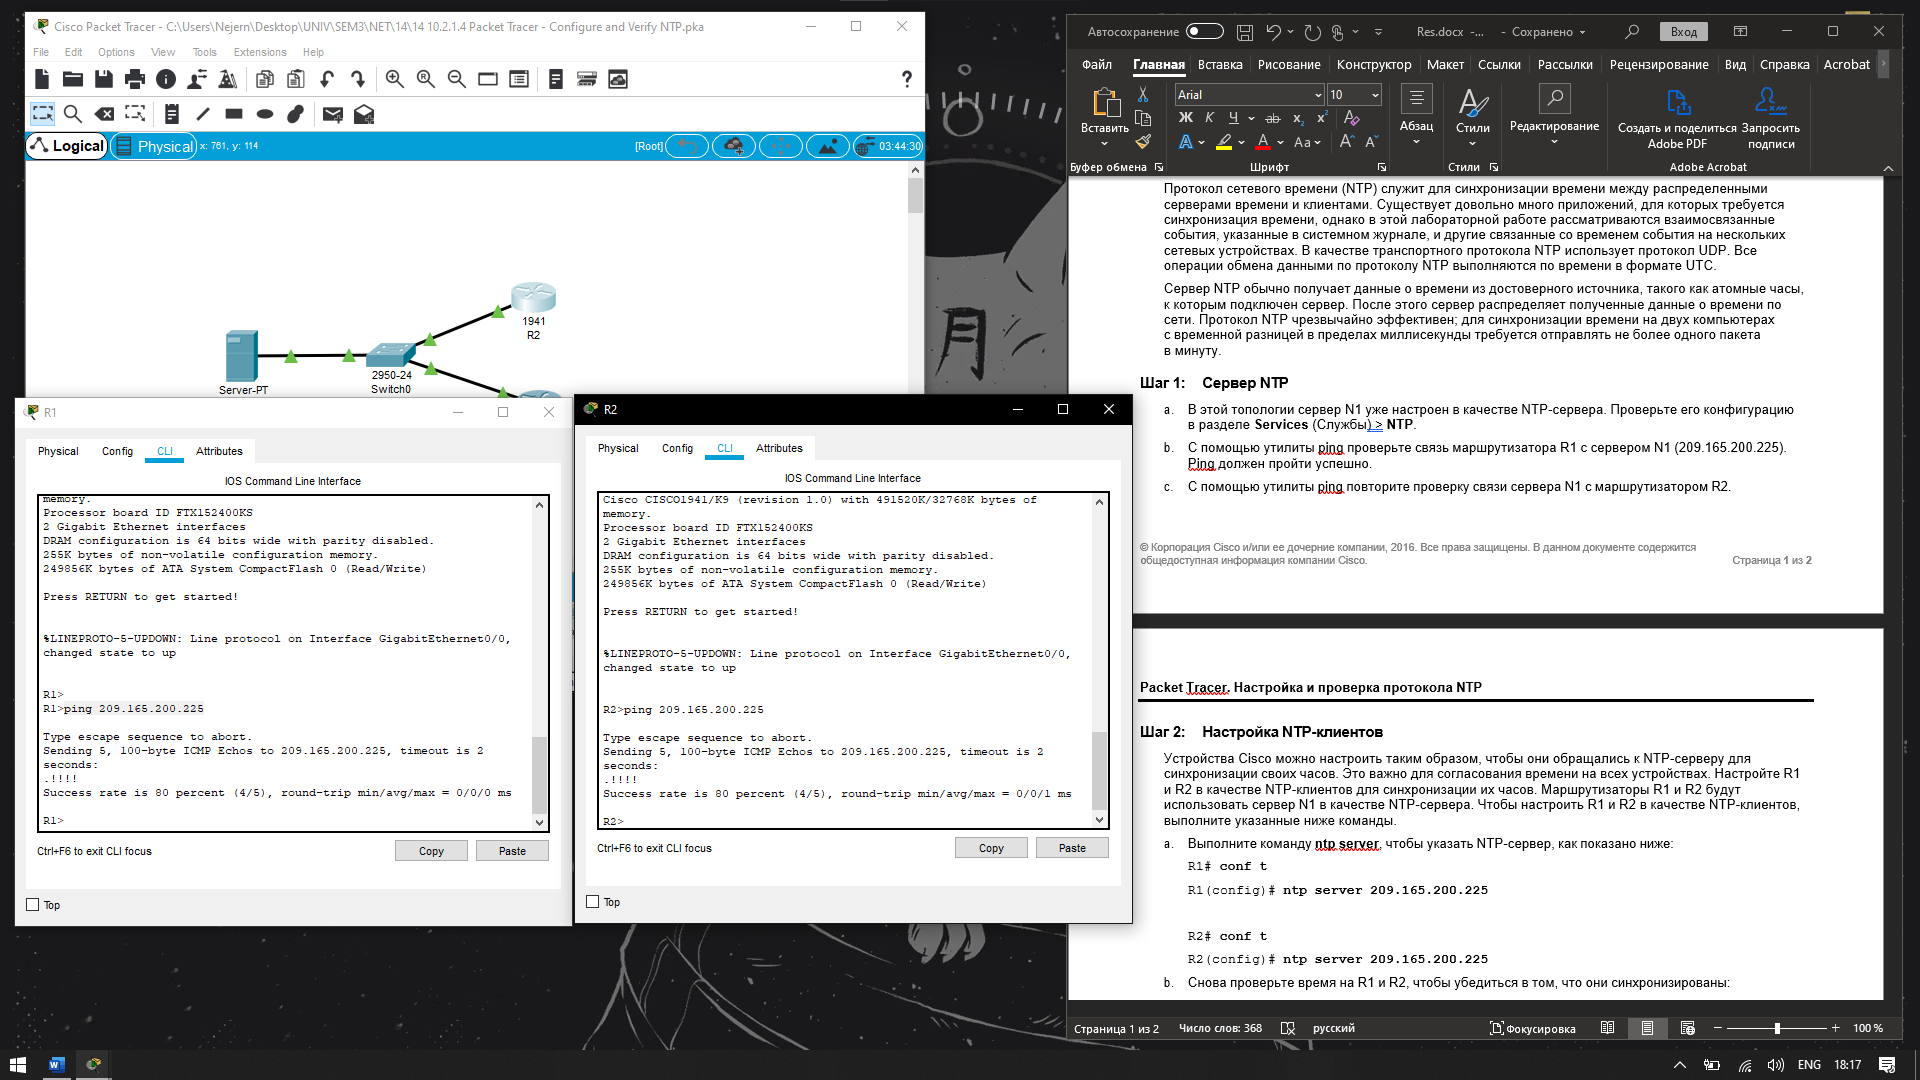 Cisco Packet Tracer - C:\Users\Nejern\Desktop\UNIV\SEM3\NET\14\14 10.2.1.4 Packet Tracer - Configure and Verify NTP.pka
File Edit Options View Tools Extensions Help
Logical Physical x: 761, y: 114 [Root] 03:44:30
1941
R2
2950-24
Switch0
Server-PT
月
R1
Physical Config CLI Attributes
IOS Command Line Interface
memory.
Processor board ID FTX152400KS
2 Gigabit Ethernet interfaces
DRAM configuration is 64 bits wide with parity disabled.
255K bytes of non-volatile configuration memory.
249856K bytes of ATA System CompactFlash 0 (Read/Write)
Press RETURN to get started!
%LINEPROTO-5-UPDOWN: Line protocol on Interface GigabitEthernet0/0,
changed state to up
R1>
R1>ping 209.165.200.225
Type escape sequence to abort.
Sending 5, 100-byte ICMP Echos to 209.165.200.225, timeout is 2
seconds:
.!!!!
Success rate is 80 percent (4/5), round-trip min/avg/max = 0/0/0 ms
R1>
Ctrl+F6 to exit CLI focus
Copy Paste
Top
R2
Physical Config CLI Attributes
IOS Command Line Interface
Cisco CISCO1941/K9 (revision 1.0) with 491520K/32768K bytes of
memory.
Processor board ID FTX152400KS
2 Gigabit Ethernet interfaces
DRAM configuration is 64 bits wide with parity disabled.
255K bytes of non-volatile configuration memory.
249856K bytes of ATA System CompactFlash 0 (Read/Write)
Press RETURN to get started!
%LINEPROTO-5-UPDOWN: Line protocol on Interface GigabitEthernet0/0,
changed state to up
R2>ping 209.165.200.225
Type escape sequence to abort.
Sending 5, 100-byte ICMP Echos to 209.165.200.225, timeout is 2
seconds:
.!!!!
Success rate is 80 percent (4/5), round-trip min/avg/max = 0/0/1 ms
R2>
Ctrl+F6 to exit CLI focus
Copy Paste
Top
Автосохранение Res.docx -... - Сохранено Вход
Файл Главная Вставка Рисование Конструктор Макет Ссылки Рассылки Рецензирование Вид Справка Acrobat
Вставить
Arial 10
Ж К Ч ab x₂ x²
Aa
Абзац
Стили
Редактирование
Создать и поделиться
Adobe PDF
Запросить
подписи
Буфер обмена Шрифт Стили Adobe Acrobat
Протокол сетевого времени (NTP) служит для синхронизации времени между распределенными
серверами времени и клиентами. Существует довольно много приложений, для которых требуется
синхронизация времени, однако в этой лабораторной работе рассматриваются взаимосвязанные
события, указанные в системном журнале, и другие связанные со временем события на нескольких
сетевых устройствах. В качестве транспортного протокола NTP использует протокол UDP. Все
операции обмена данными по протоколу NTP выполняются по времени в формате UTC.
Сервер NTP обычно получает данные о времени из достоверного источника, такого как атомные часы,
к которым подключен сервер. После этого сервер распределяет полученные данные о времени по
сети. Протокол NTP чрезвычайно эффективен; для синхронизации времени на двух компьютерах
с временной разницей в пределах миллисекунды требуется отправлять не более одного пакета
в минуту.
Шаг 1: Сервер NTP
a. В этой топологии сервер N1 уже настроен в качестве NTP-сервера. Проверьте его конфигурацию
в разделе Services (Службы) > NTP.
b. С помощью утилиты ping проверьте связь маршрутизатора R1 с сервером N1 (209.165.200.225).
Ping должен пройти успешно.
c. С помощью утилиты ping повторите проверку связи сервера N1 с маршрутизатором R2.
© Корпорация Cisco и/или ее дочерние компании, 2016. Все права защищены. В данном документе содержится
общедоступная информация компании Cisco. Страница 1 из 2
Packet Tracer. Настройка и проверка протокола NTP
Шаг 2: Настройка NTP-клиентов
Устройства Cisco можно настроить таким образом, чтобы они обращались к NTP-серверу для
синхронизации своих часов. Это важно для согласования времени на всех устройствах. Настройте R1
и R2 в качестве NTP-клиентов для синхронизации их часов. Маршрутизаторы R1 и R2 будут
использовать сервер N1 в качестве NTP-сервера. Чтобы настроить R1 и R2 в качестве NTP-клиентов,
выполните указанные ниже команды.
a. Выполните команду ntp server, чтобы указать NTP-сервер, как показано ниже:
R1# conf t
R1(config)# ntp server 209.165.200.225
R2# conf t
R2(config)# ntp server 209.165.200.225
b. Снова проверьте время на R1 и R2, чтобы убедиться в том, что они синхронизированы:
Страница 1 из 2 Число слов: 368 русский Фокусировка 100 %
ENG 18:17